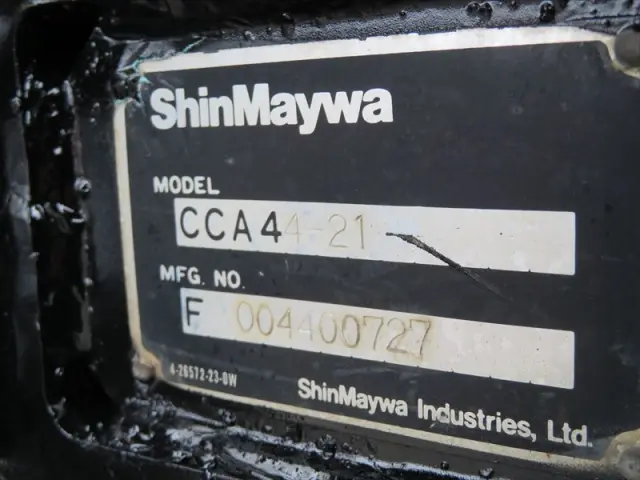 ShinMaywa
MODEL
CCA44-21
MFG. NO.
F 004400727
4-26572-23-0W
ShinMaywa Industries, Ltd.